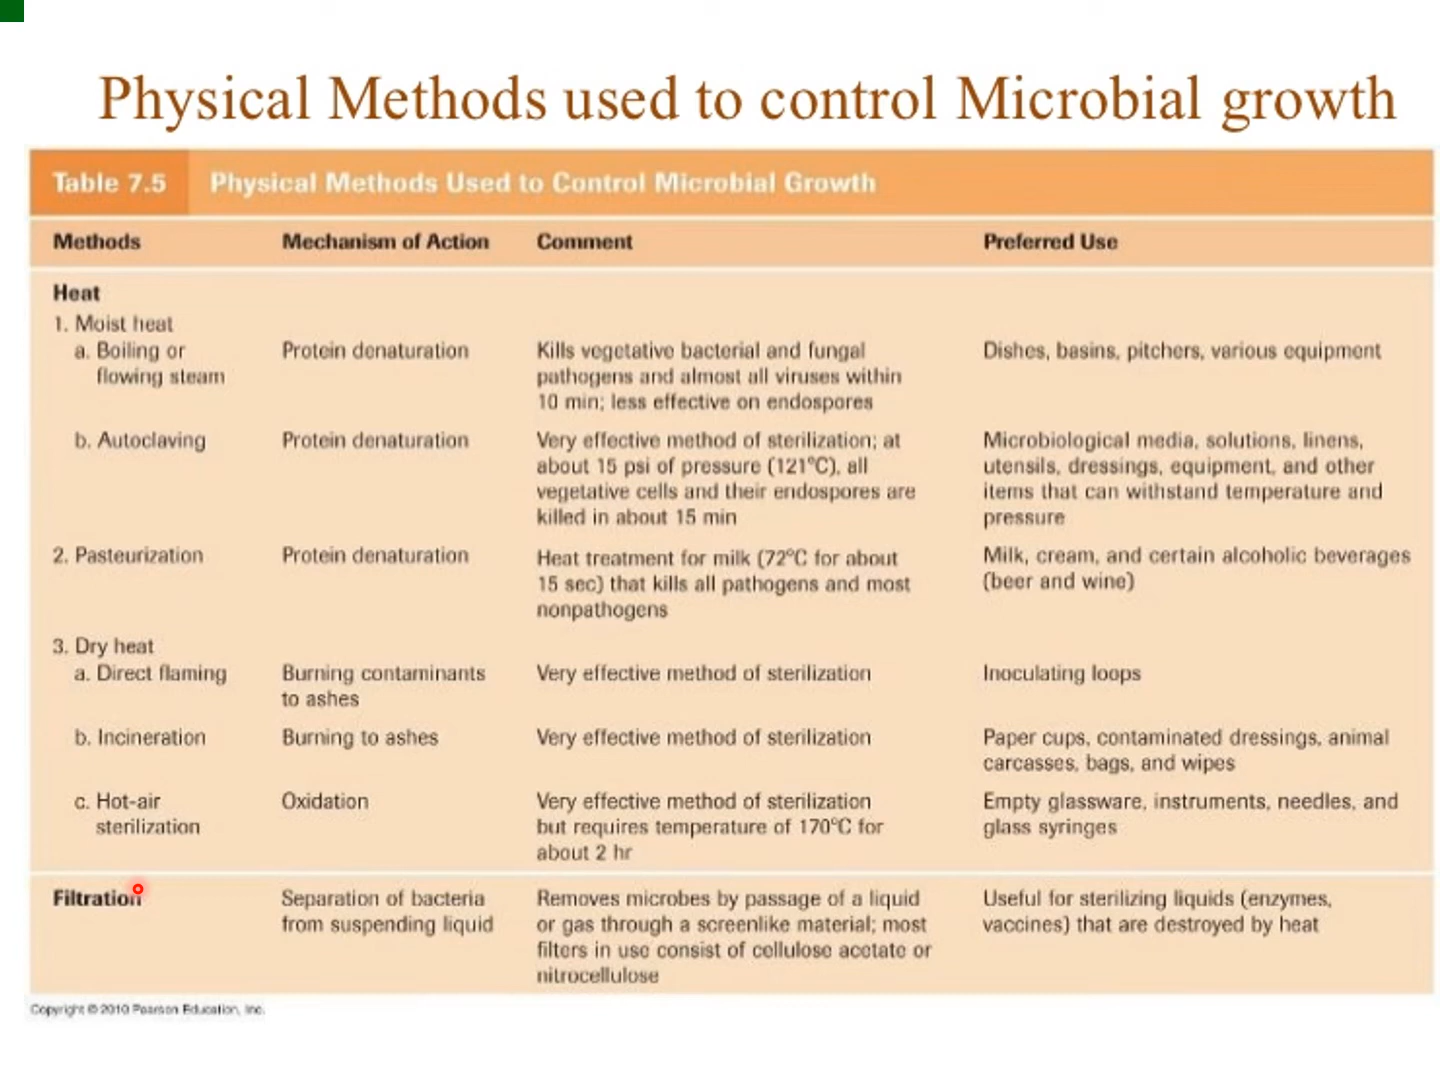 Physical Methods used to control Microbial growth
Table 7.5 Physical Methods Used to Control Microbial Growth
Methods Mechanism of Action Comment Preferred Use
Heat
1. Moist heat
a. Boiling or Protein denaturation Kills vegetative bacterial and fungal Dishes, basins, pitchers, various equipment
flowing steam pathogens and almost all viruses within
10 min; less effective on endospores
b. Autoclaving Protein denaturation Very effective method of sterilization; at Microbiological media, solutions, linens,
about 15 psi of pressure (121°C), all utensils, dressings, equipment, and other
vegetative cells and their endospores are items that can withstand temperature and
killed in about 15 min pressure
2. Pasteurization Protein denaturation Heat treatment for milk (72°C for about Milk, cream, and certain alcoholic beverages
15 sec) that kills all pathogens and most (beer and wine)
nonpathogens
3. Dry heat
a. Direct flaming Burning contaminants Very effective method of sterilization Inoculating loops
to ashes
b. Incineration Burning to ashes Very effective method of sterilization Paper cups, contaminated dressings, animal
carcasses, bags, and wipes
c. Hot-air Oxidation Very effective method of sterilization Empty glassware, instruments, needles, and
sterilization but requires temperature of 170°C for glass syringes
about 2 hr
Filtration Separation of bacteria Removes microbes by passage of a liquid Useful for sterilizing liquids (enzymes,
from suspending liquid or gas through a screenlike material; most vaccines) that are destroyed by heat
filters in use consist of cellulose acetate or
nitrocellulose
Copyright © 2010 Pearson Education, Inc.